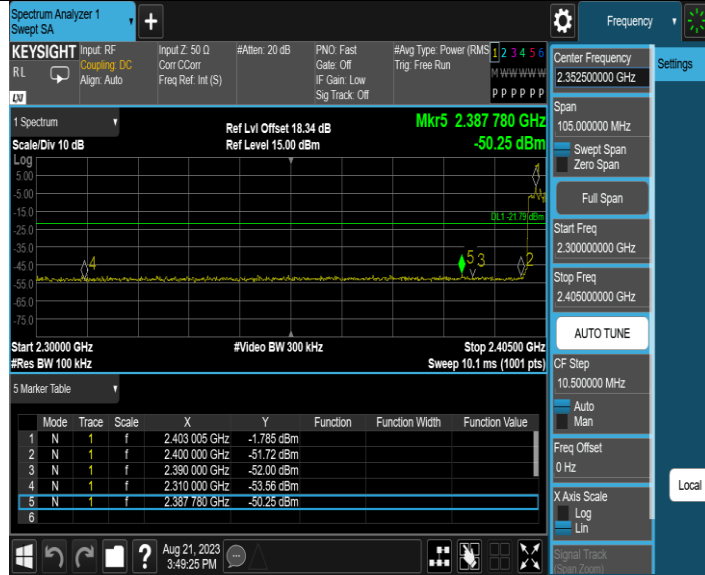 Spectrum Analyzer 1
Swept SA
+
Frequency
KEYSIGHT
RL
LXI
Input: RF
Coupling: DC
Align: Auto
Input Z: 50 Ω
Corr CCorr
Freq Ref: Int (S)
#Atten: 20 dB
PNO: Fast
Gate: Off
IF Gain: Low
Sig Track: Off
#Avg Type: Power (RMS
Trig: Free Run
1 2 3 4 5 6
M W W W W W
P P P P P P
1 Spectrum
Scale/Div 10 dB
Ref Lvl Offset 18.34 dB
Ref Level 15.00 dBm
Mkr5 2.387 780 GHz
-50.25 dBm
Log
5.00
-5.00
-15.0
-25.0
-35.0
-45.0
-55.0
-65.0
-75.0
DL1 -21.79 dBm
1
4
5
3
2
Start 2.30000 GHz
#Res BW 100 kHz
#Video BW 300 kHz
Stop 2.40500 GHz
Sweep 10.1 ms (1001 pts)
5 Marker Table
Mode Trace Scale X Y Function Function Width Function Value
1 N 1 f 2.403 005 GHz -1.785 dBm
2 N 1 f 2.400 000 GHz -51.72 dBm
3 N 1 f 2.390 000 GHz -52.00 dBm
4 N 1 f 2.310 000 GHz -53.56 dBm
5 N 1 f 2.387 780 GHz -50.25 dBm
6
?
Aug 21, 2023
3:49:25 PM
Center Frequency
2.352500000 GHz
Settings
Span
105.000000 MHz
Swept Span
Zero Span
Full Span
Start Freq
2.300000000 GHz
Stop Freq
2.405000000 GHz
AUTO TUNE
CF Step
10.500000 MHz
Auto
Man
Freq Offset
0 Hz
X Axis Scale
Log
Lin
Local
Signal Track
(Span Zoom)